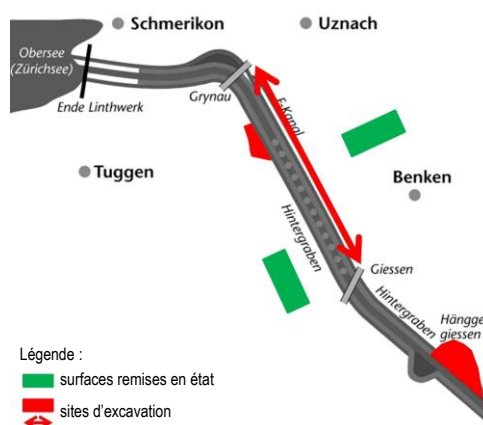 Schmerikon
Uznach
Obersee
(Zürichsee)
Ende Linthwerk
Grynau
E-Kanal
Tuggen
Benken
Hintergraben
Giessen
Hintergraben
Hängge
giessen
Légende :
surfaces remises en état
sites d'excavation